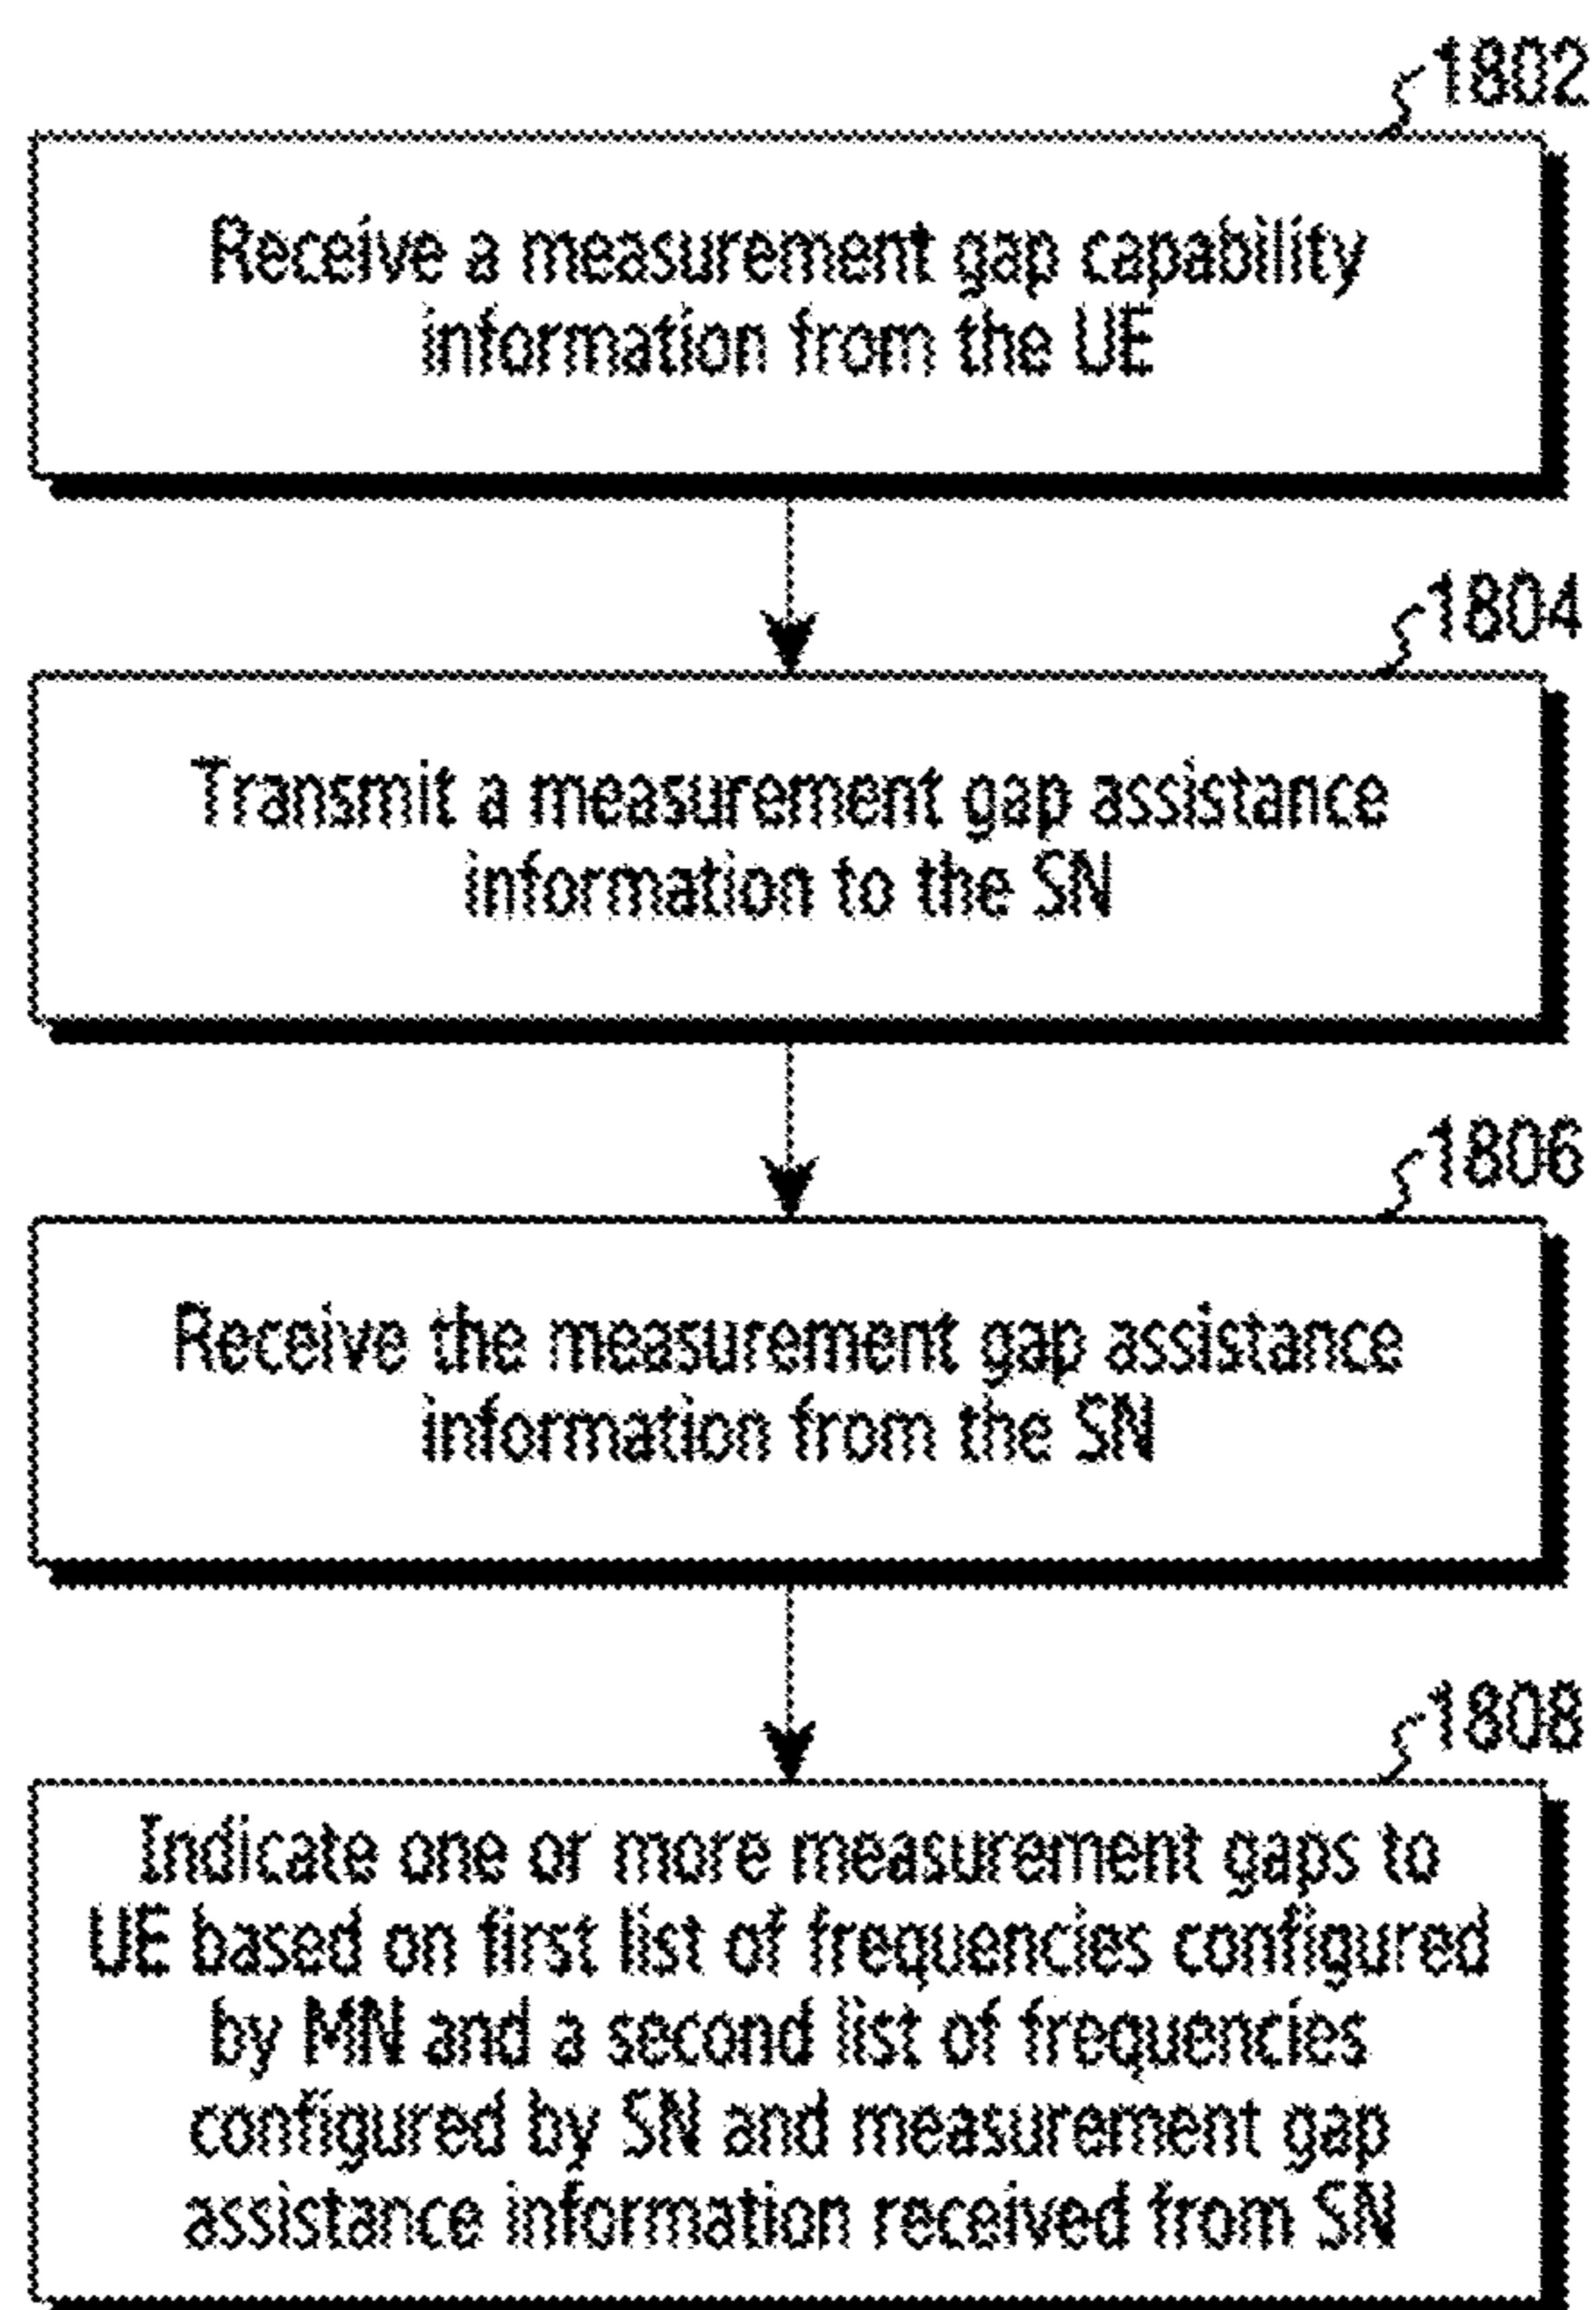 1802
Receive a measurement gap capability
information from the UE
1804
Transmit a measurement gap assistance
information to the SN
1806
Receive the measurement gap assistance
information from the SN
1808
Indicate one or more measurement gaps to
UE based on first list of frequencies configured
by MN and a second list of frequencies
configured by SN and measurement gap
assistance information received from SN